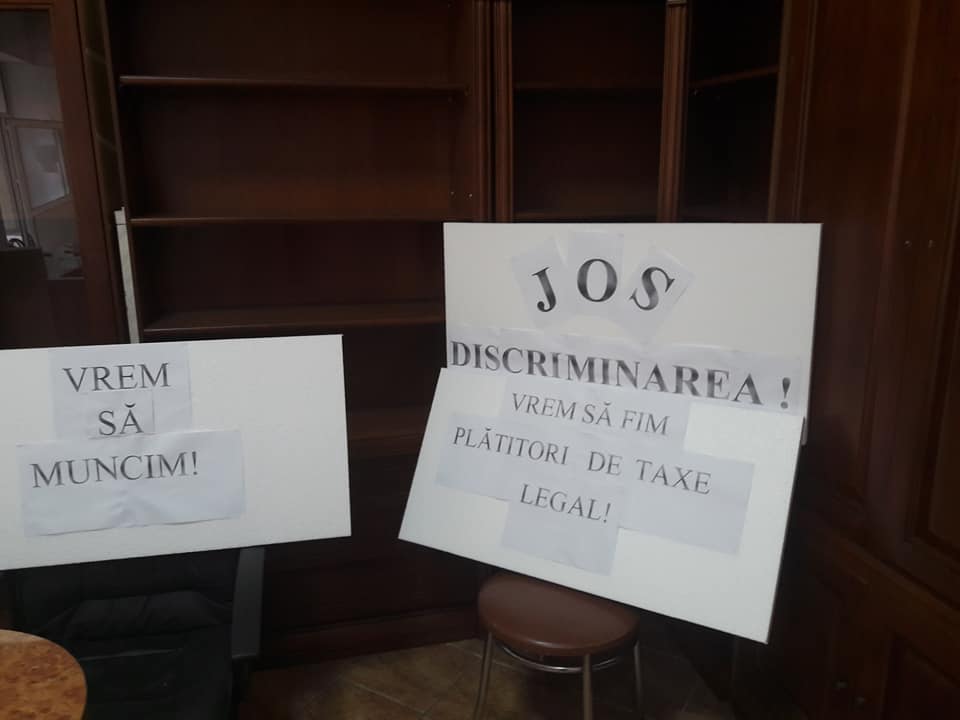 VREM
SĂ
MUNCIM!
JOS
DISCRIMINAREA !
VREM SĂ FIM
PLĂTITORI DE TAXE
LEGAL!